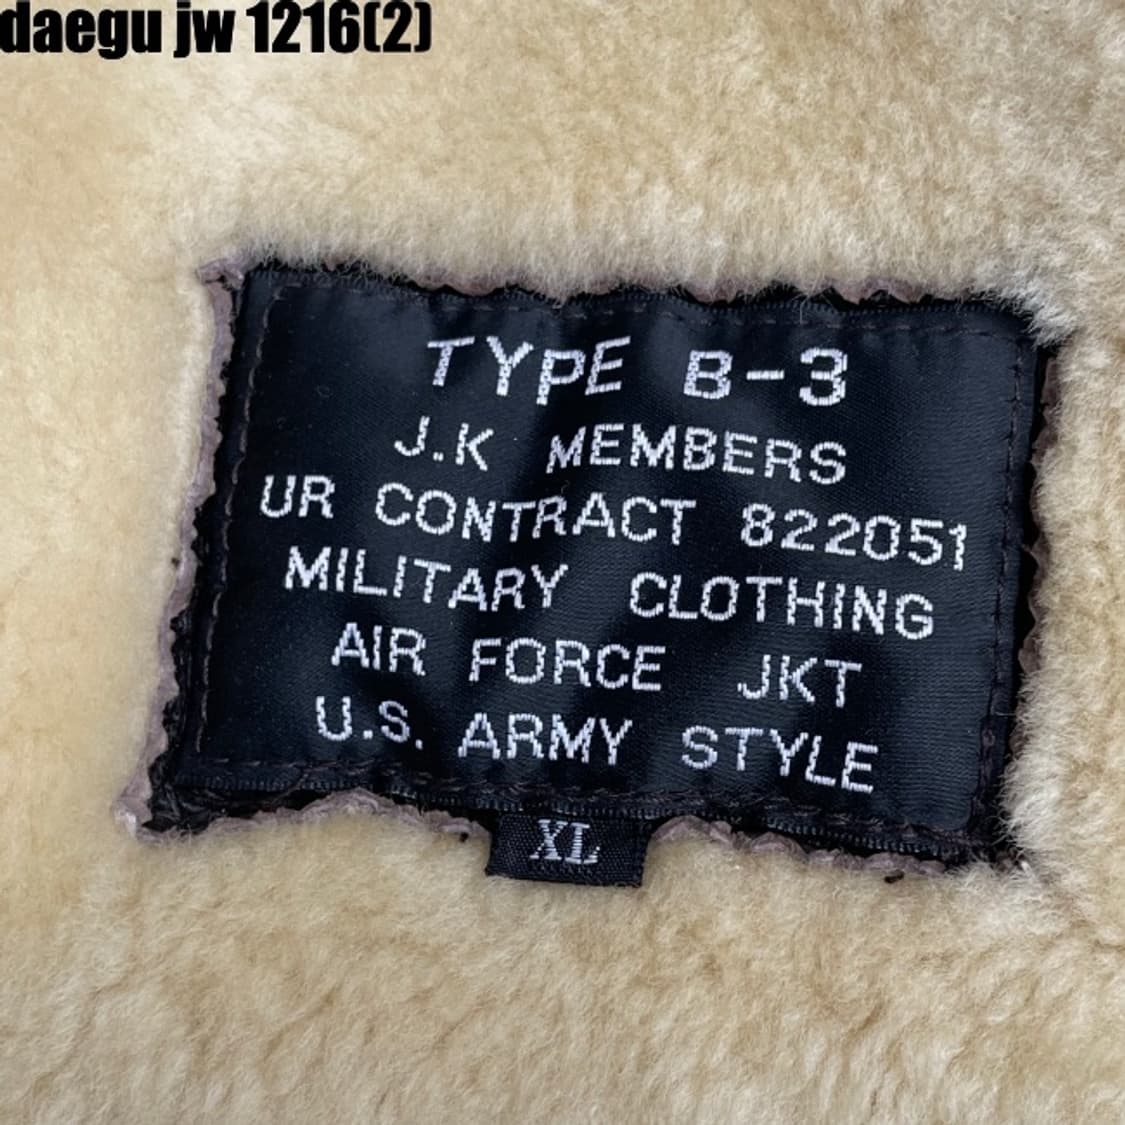 daegu jw 1216(2)
TYPE B-3
J.K MEMBERS
UR CONTRACT 822051
MILITARY CLOTHING
AIR FORCE JKT
U.S. ARMY STYLE
XL